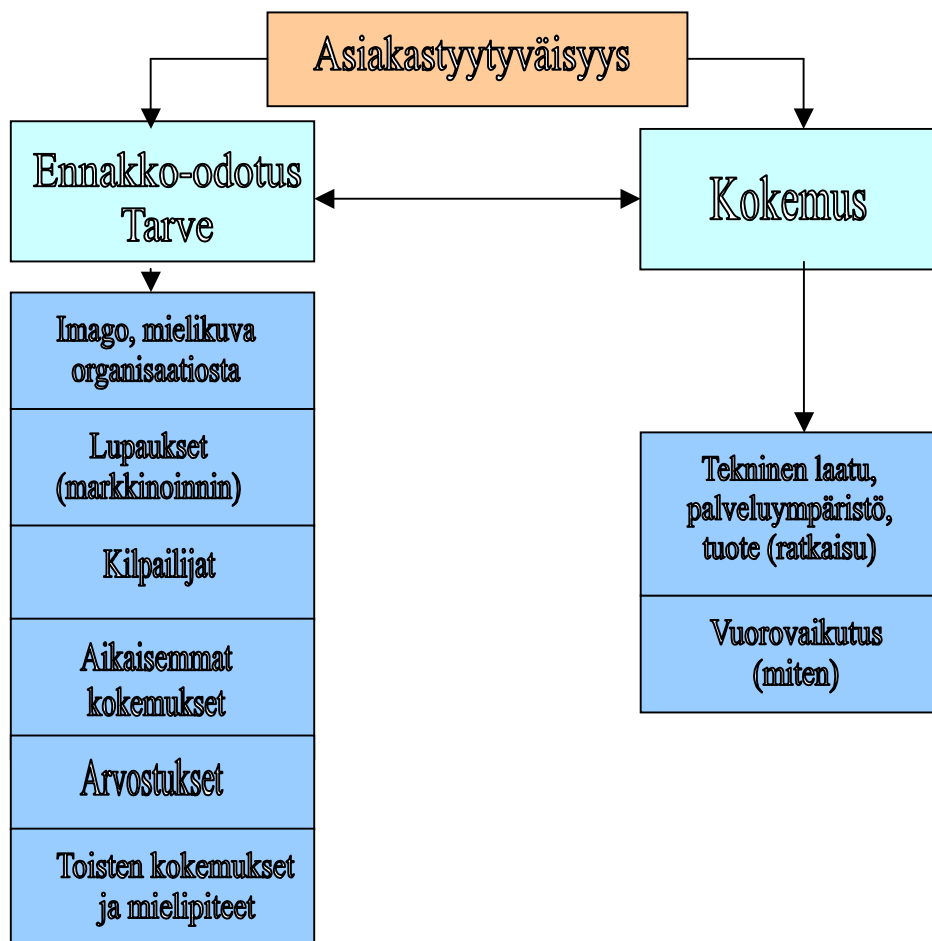 Asiakastyytyväisyys
Ennakko-odotus
Tarve
Kokemus
Imago, mielikuva
organisaatiosta
Lupaukset
(markkinoinnin)
Kilpailijat
Aikaisemmat
kokemukset
Arvostukset
Toisten kokemukset
ja mielipiteet
Tekninen laatu,
palveluympäristö,
tuote (ratkaisu)
Vuorovaikutus
(miten)